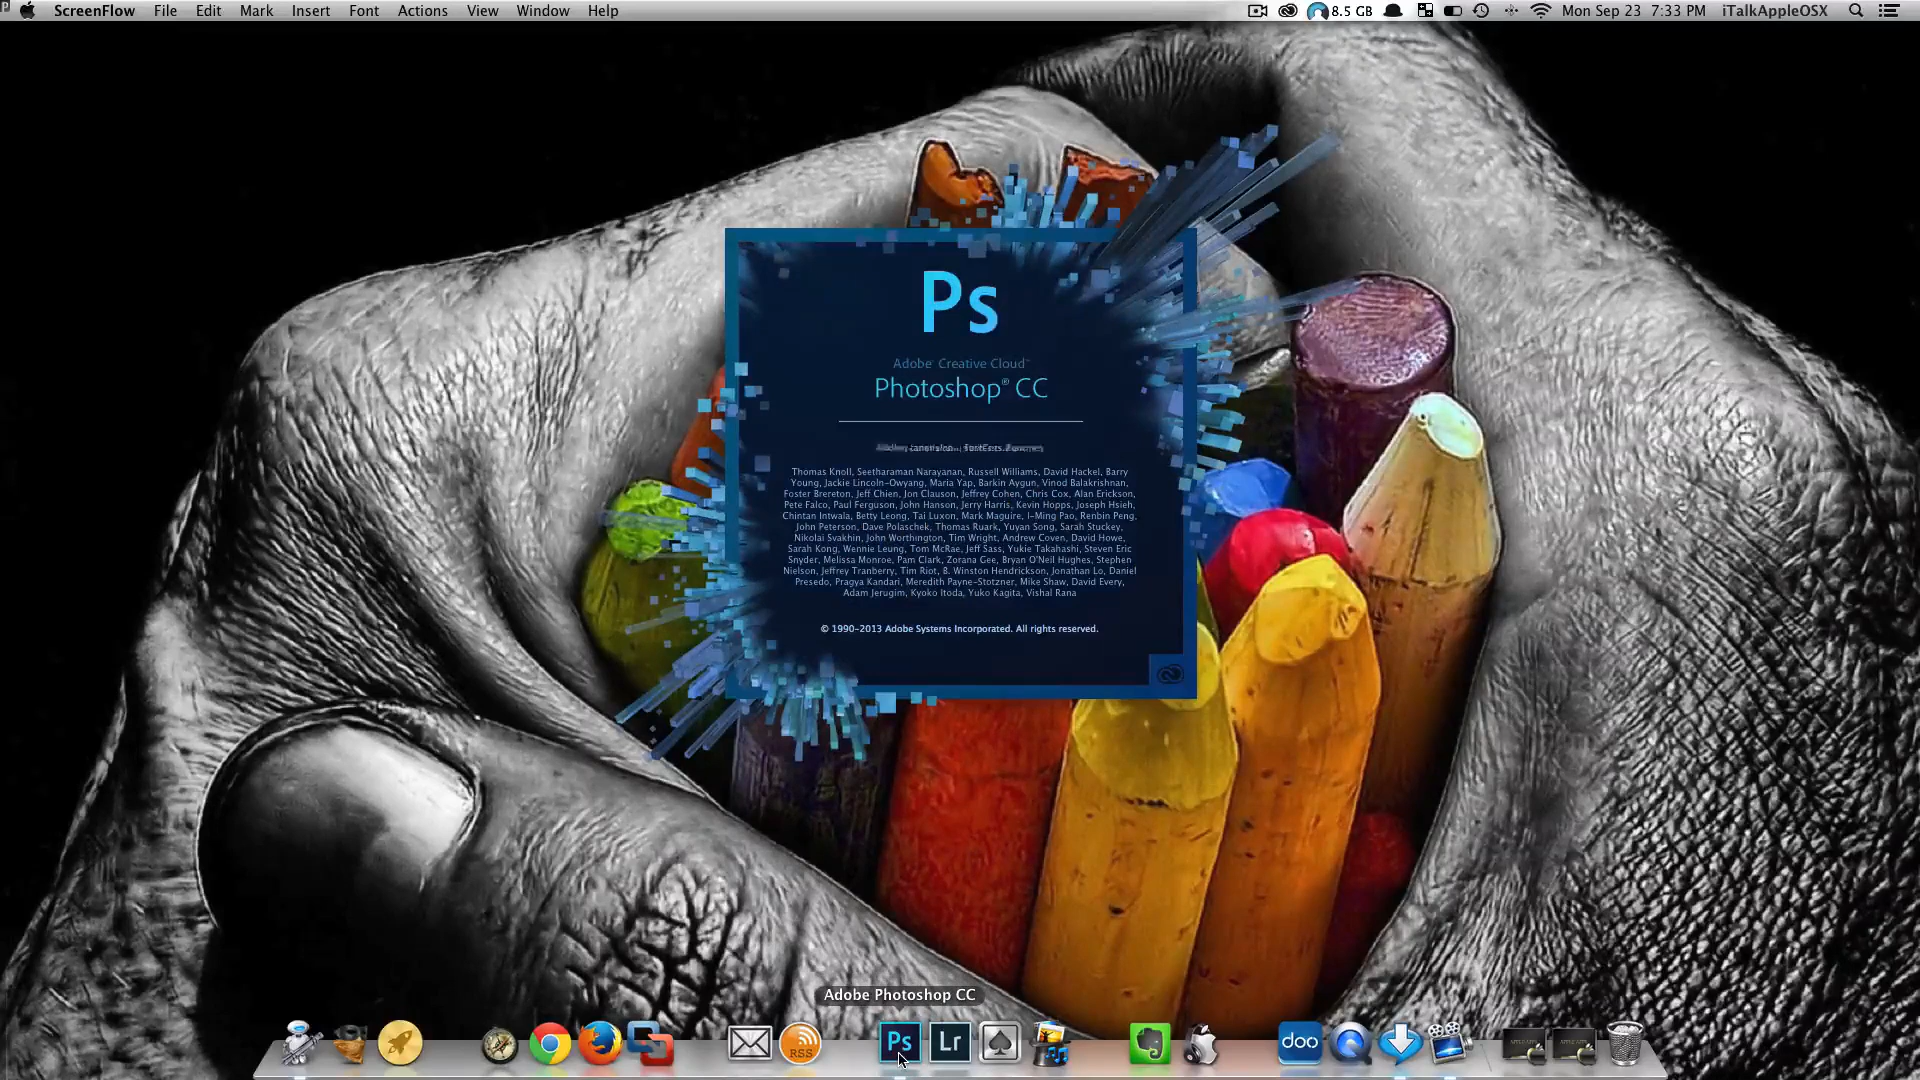 ScreenFlow File Edit Mark Insert Font Actions View Window Help 8.5 GB Mon Sep 23 7:33 PM iTalkAppleOSX
Ps
Adobe® Creative Cloud™
Photoshop® CC
Thomas Knoll, Seetharaman Narayanan, Russell Williams, David Hackel, Barry
Young, Jackie Lincoln-Owyang, Maria Yap, Barkin Aygun, Vinod Balakrishnan,
Foster Brereton, Jeff Chien, Jon Clauson, Jeffrey Cohen, Chris Cox, Alan Erickson,
Pete Falco, Paul Ferguson, John Hanson, Jerry Harris, Kevin Hopps, Joseph Hsieh,
Chintan Intwala, Betty Leong, Tai Luxon, Mark Maguire, I-Ming Pao, Renbin Peng,
John Peterson, Dave Polaschek, Thomas Ruark, Yuyan Song, Sarah Stuckey,
Nikolai Svakhin, John Worthington, Tim Wright, Andrew Coven, David Howe,
Sarah Kong, Wennie Leung, Tom McRae, Jeff Sass, Yukie Takahashi, Steven Eric
Snyder, Melissa Monroe, Pam Clark, Zorana Gee, Bryan O'Neil Hughes, Stephen
Nielson, Jeffrey Tranberry, Tim Riot, B. Winston Hendrickson, Jonathan Lo, Daniel
Presedo, Pragya Kandari, Meredith Payne-Stotzner, Mike Shaw, David Every,
Adam Jerugim, Kyoko Itoda, Yuko Kagita, Vishal Rana
© 1990-2013 Adobe Systems Incorporated. All rights reserved.
Adobe Photoshop CC
RSS Ps Lr doo